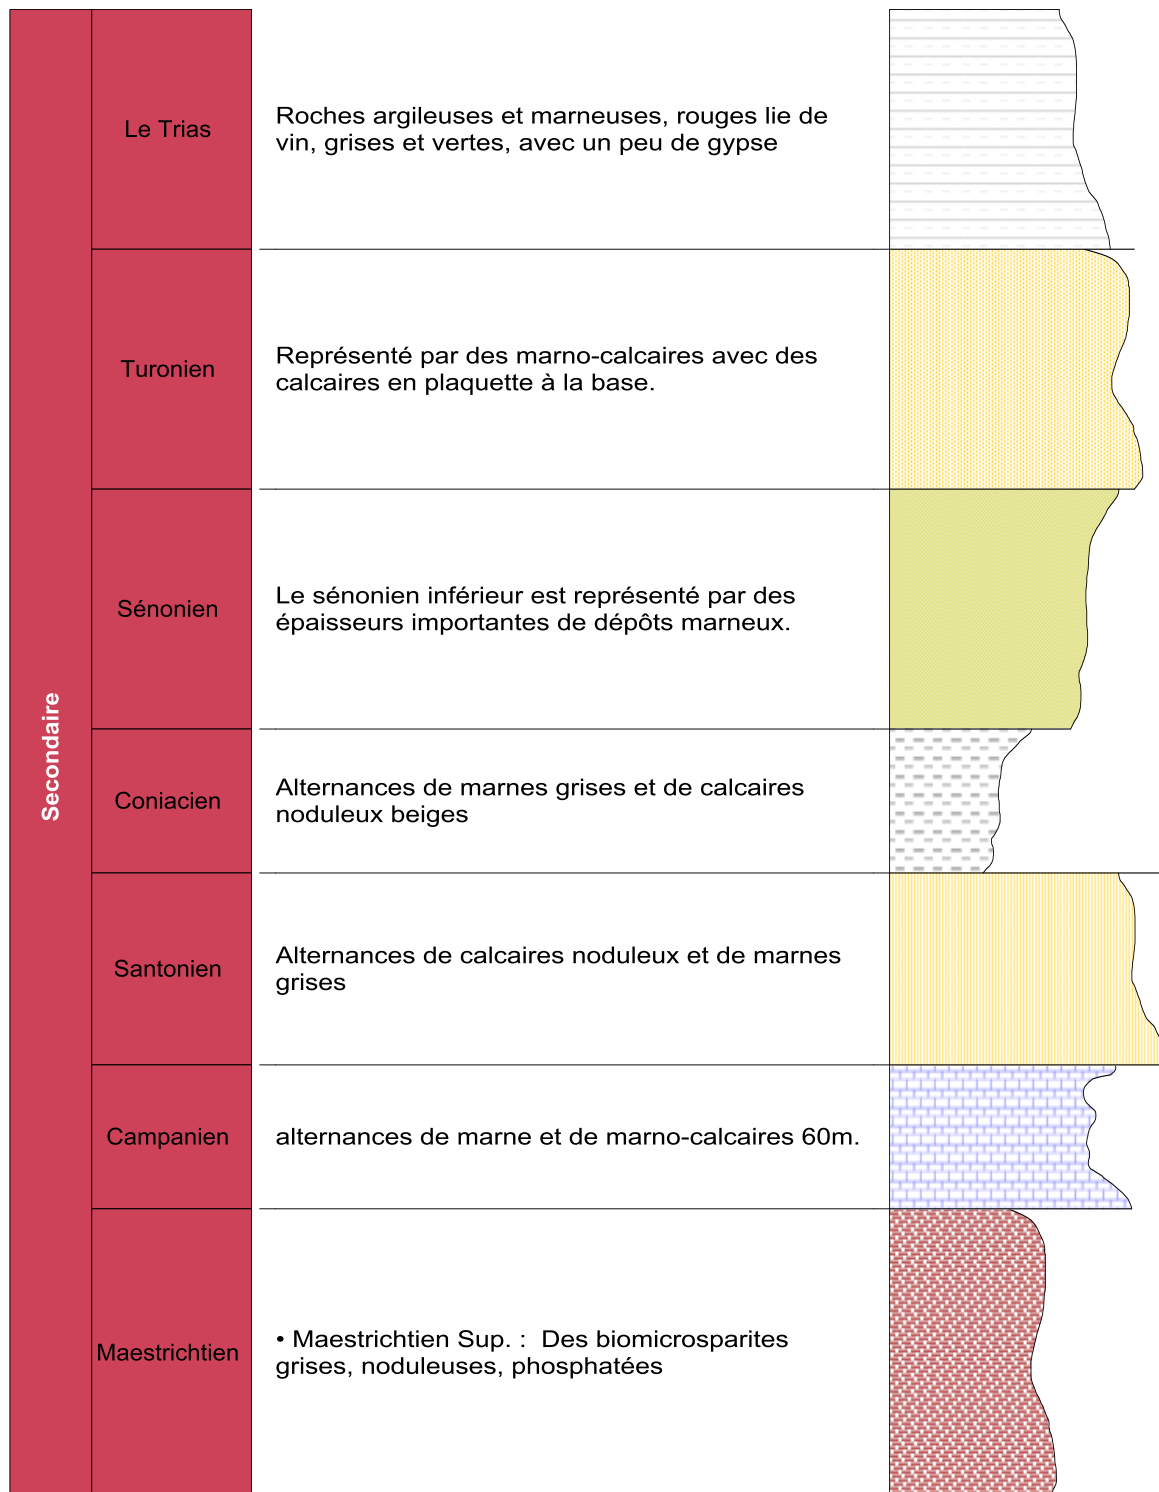 Secondaire
Le Trias
Roches argileuses et marneuses, rouges lie de
vin, grises et vertes, avec un peu de gypse
Turonien
Représenté par des marno-calcaires avec des
calcaires en plaquette à la base.
Sénonien
Le sénonien inférieur est représenté par des
épaisseurs importantes de dépôts marneux.
Coniacien
Alternances de marnes grises et de calcaires
noduleux beiges
Santonien
Alternances de calcaires noduleux et de marnes
grises
Campanien
alternances de marne et de marno-calcaires 60m.
Maestrichtien
• Maestrichtien Sup. :  Des biomicrosparites
grises, noduleuses, phosphatées